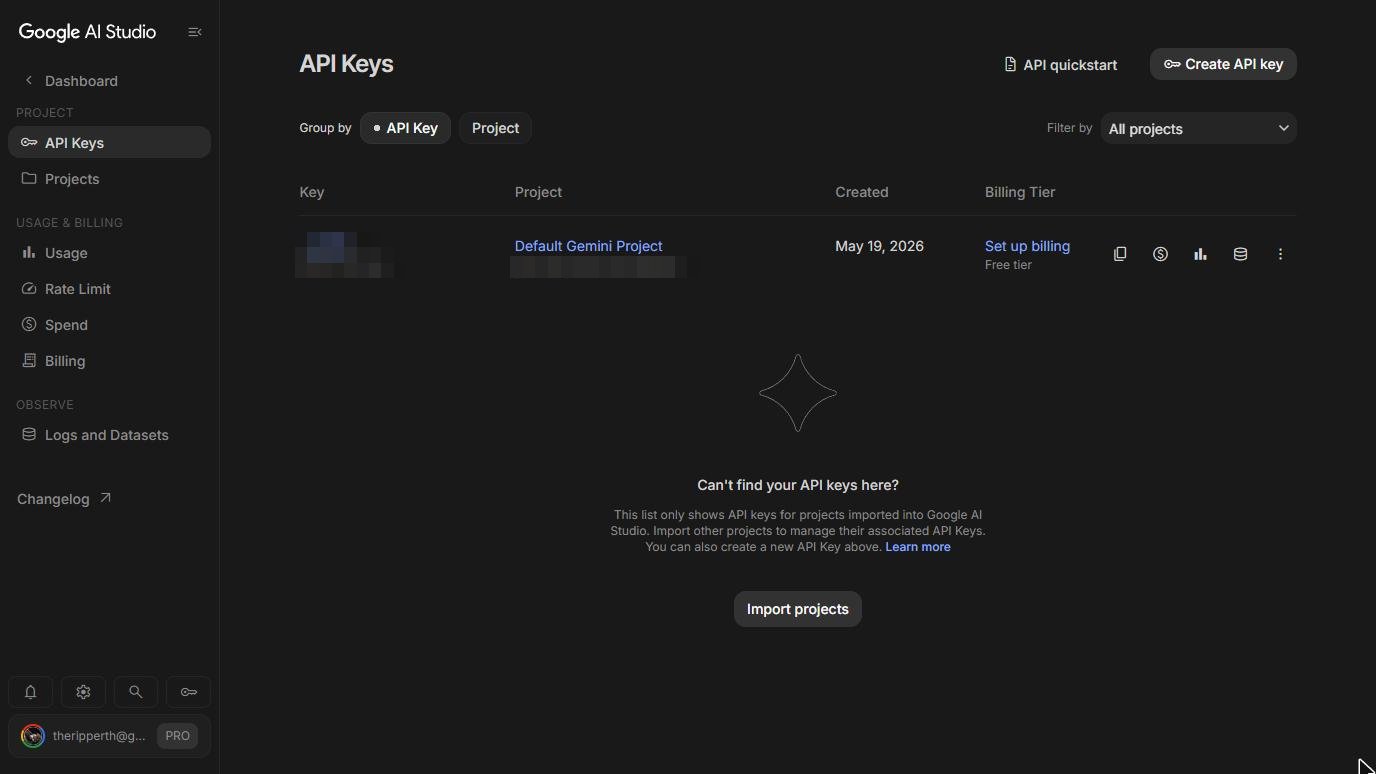 Google AI Studio
Dashboard
PROJECT
API Keys
Projects
USAGE & BILLING
Usage
Rate Limit
Spend
Billing
OBSERVE
Logs and Datasets
Changelog
theripperth@g...
PRO
API Keys
API quickstart
Create API key
Group by
API Key
Project
Filter by
All projects
Key
Project
Created
Billing Tier
Default Gemini Project
May 19, 2026
Set up billing
Free tier
Can't find your API keys here?
This list only shows API keys for projects imported into Google AI
Studio. Import other projects to manage their associated API Keys.
You can also create a new API Key above. Learn more
Import projects